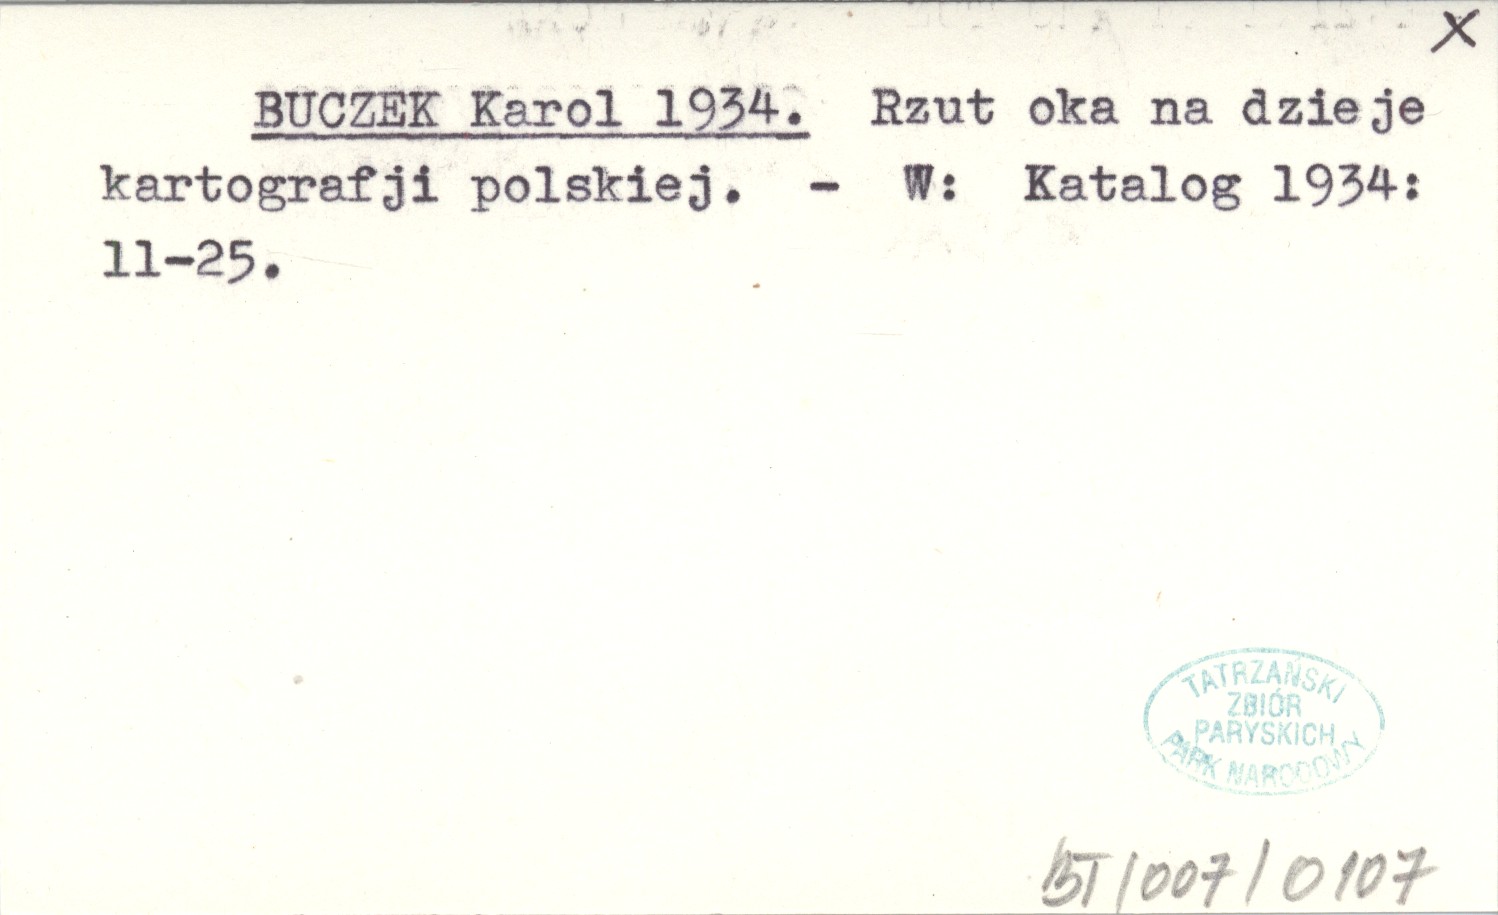 X
BUCZEK Karol 1934. Rzut oka na dzieje
kartografji polskiej. - W: Katalog 1934:
11-25.
TATRZAŃSKI
ZBIÓR
PARYSKICH
PARK NARODOWY
BT/007/0107